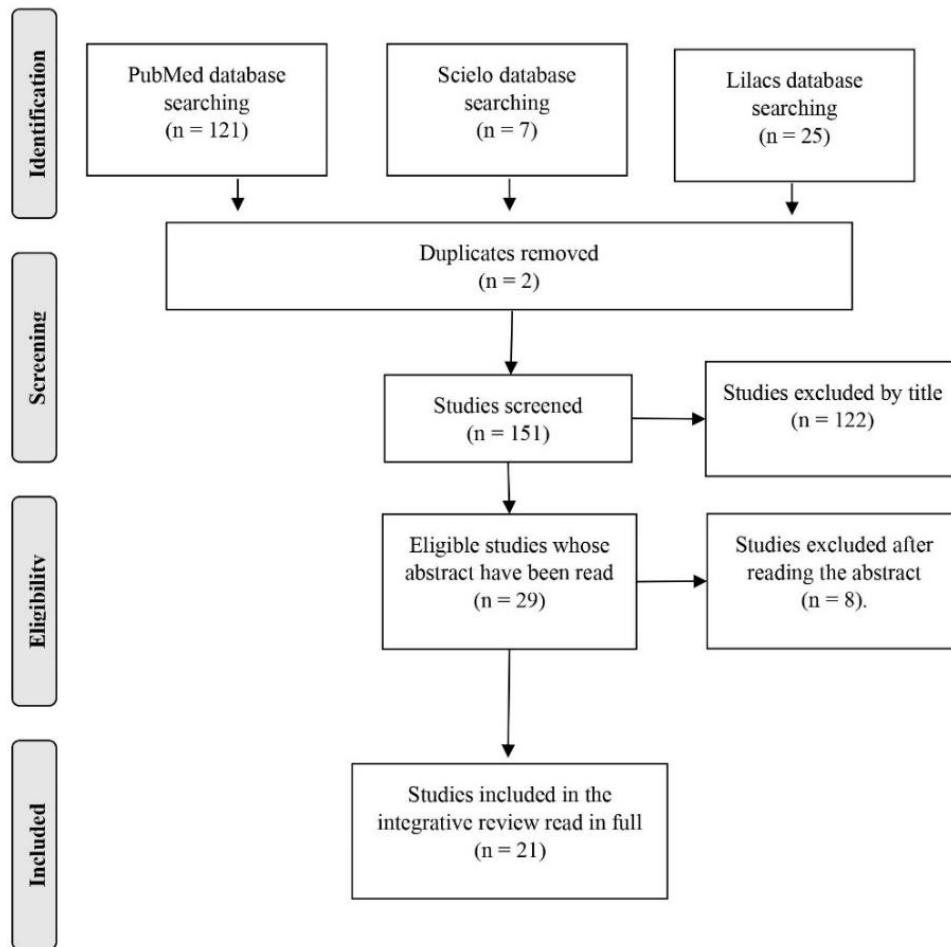 Identification
PubMed database
searching
(n = 121)
Scielo database
searching
(n = 7)
Lilacs database
searching
(n = 25)
Duplicates removed
(n = 2)
Screening
Studies screened
(n = 151)
Studies excluded by title
(n = 122)
Eligibility
Eligible studies whose
abstract have been read
(n = 29)
Studies excluded after
reading the abstract
(n = 8).
Included
Studies included in the
integrative review read in full
(n = 21)